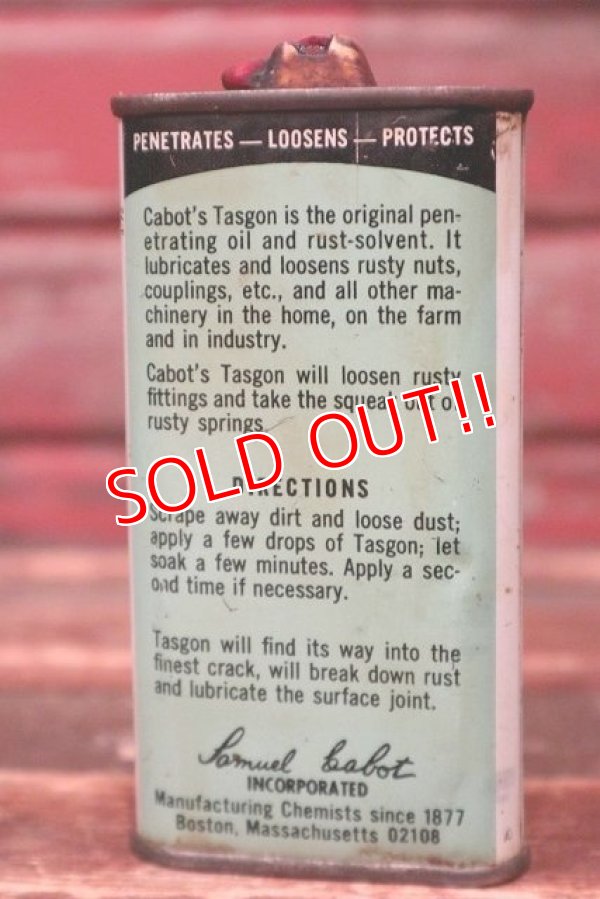 PENETRATES — LOOSENS — PROTECTS
Cabot's Tasgon is the original pen-
etrating oil and rust-solvent. It
lubricates and loosens rusty nuts,
couplings, etc., and all other ma-
chinery in the home, on the farm
and in industry.
Cabot's Tasgon will loosen rusty
fittings and take the squeak out of
rusty springs.
SOLD OUT!!
DIRECTIONS
Scrape away dirt and loose dust;
apply a few drops of Tasgon; let
soak a few minutes. Apply a sec-
ond time if necessary.
Tasgon will find its way into the
finest crack, will break down rust
and lubricate the surface joint.
Samuel Cabot
INCORPORATED
Manufacturing Chemists since 1877
Boston, Massachusetts 02108